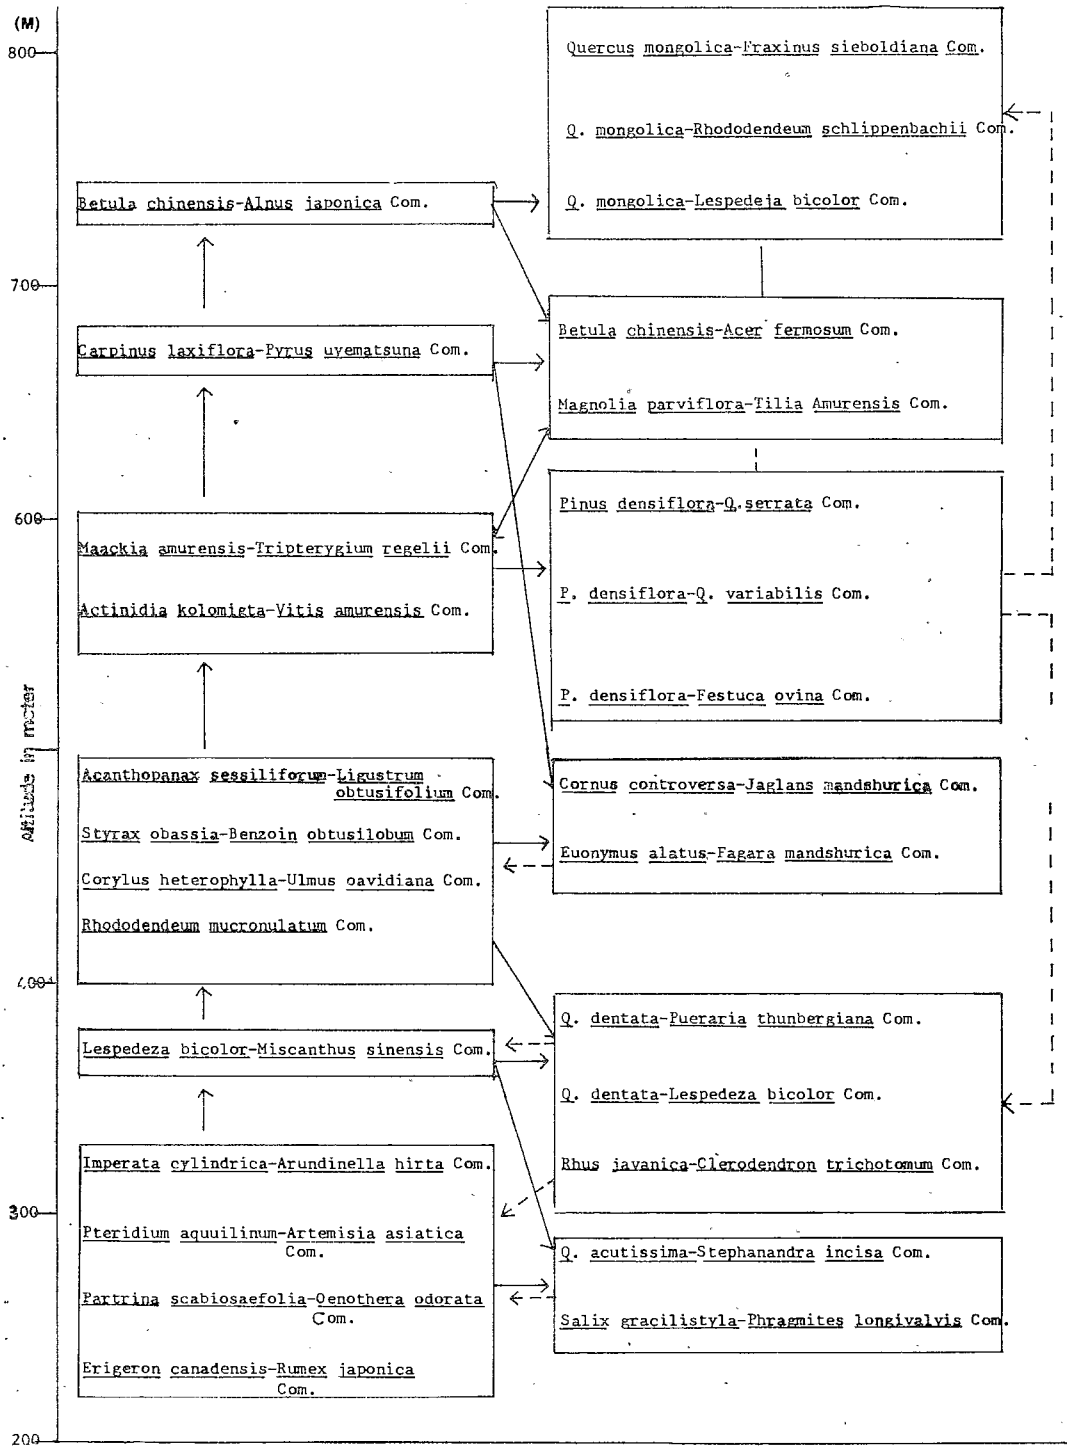 (M)
800
Quercus mongolica-Fraxinus sieboldiana Com.
Q. mongolica-Rhododendeum schlippenbachii Com.
Betula chinensis-Alnus japonica Com.
Q. mongolica-Lespedeja bicolor Com.
700
Betula chinensis-Acer fermosum Com.
Carpinus laxiflora-Pyrus uyematsuna Com.
Magnolia parviflora-Tilia Amurensis Com.
Pinus densiflora-Q.serrata Com.
600
Maackia amurensis-Tripterygium regelii Com.
P. densiflora-Q. variabilis Com.
Actinidia kolomigta-Vitis amurensis Com.
P. densiflora-Festuca ovina Com.
Altitude in meter
Acanthopanax sessiliforum-Ligustrum
obtusifolium Com.
Cornus controversa-Jaglans mandshurica Com.
Styrax obassia-Benzoin obtusilobum Com.
Euonymus alatus-Fagara mandshurica Com.
Corylus heterophylla-Ulmus oavidiana Com.
Rhododendeum mucronulatum Com.
400
Q. dentata-Pueraria thunbergiana Com.
Lespedeza bicolor-Miscanthus sinensis Com.
Q. dentata-Lespedeza bicolor Com.
Imperata cylindrica-Arundinella hirta Com.
Rhus javanica-Clerodendron trichotomum Com.
300
Pteridium aquuilinum-Artemisia asiatica
Com.
Q. acutissima-Stephanandra incisa Com.
Partrina scabiosaefolia-Oenothera odorata
Com.
Salix gracilistyla-Phragmites longivalvis Com.
Erigeron canadensis-Rumex japonica
Com.
200